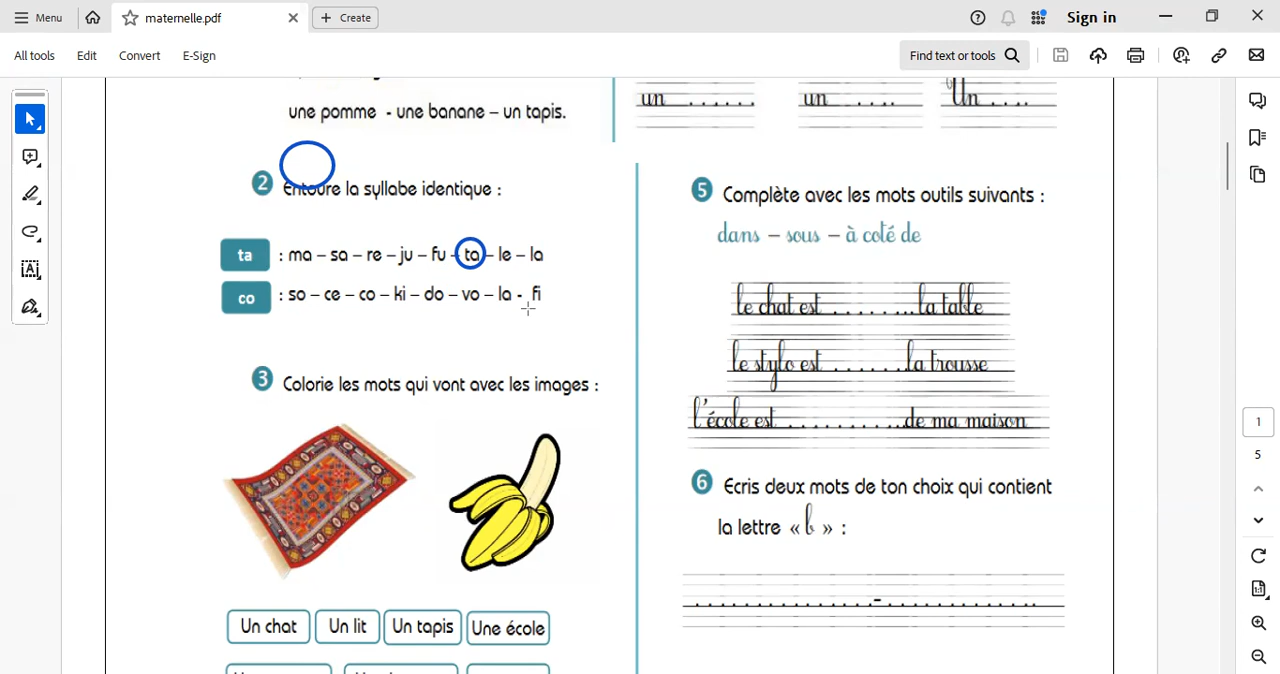 Menu
maternelle.pdf
Create
Sign in
All tools
Edit
Convert
E-Sign
Find text or tools
une pomme - une banane – un tapis.
2 Entoure la syllabe identique :
ta : ma – sa – re – ju – fu – ta – le – la
co : so – ce – co – ki – do – vo – la - fi
3 Colorie les mots qui vont avec les images :
Un chat
Un lit
Un tapis
Une école
un ......
un ....
Un ....
5 Complète avec les mots outils suivants :
dans – sous – à coté de
le chat est ....... la table
le stylo est ...... la trousse
l'école est .......... de ma maison
6 Ecris deux mots de ton choix qui contient
la lettre « b » :
...............-...............
1
5